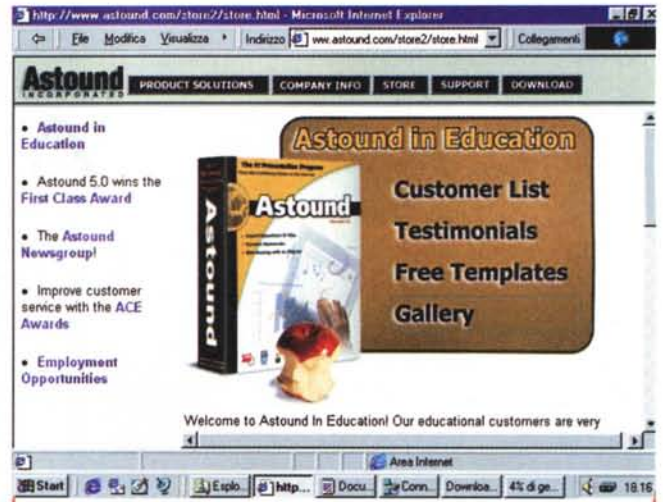 http://www.astound.com/store2/store.html - Microsoft Internet Explorer
File Modifica Visualizza Indirizzo ww.astound.com/store2/store.html Collegamenti
Astound
INCORPORATED
PRODUCT SOLUTIONS COMPANY INFO STORE SUPPORT DOWNLOAD
• Astound in
Education
• Astound 5.0 wins the
First Class Award
• The Astound
Newsgroup!
• Improve customer
service with the ACE
Awards
• Employment
Opportunities
Astound in Education
Customer List
Testimonials
Free Templates
Gallery
The #1 Presentation Program
Astound
Astound
Welcome to Astound In Education! Our educational customers are very
Area Internet
Start Esplo... http... Docu... Conn... Downloa... 4% di ge... 18.16